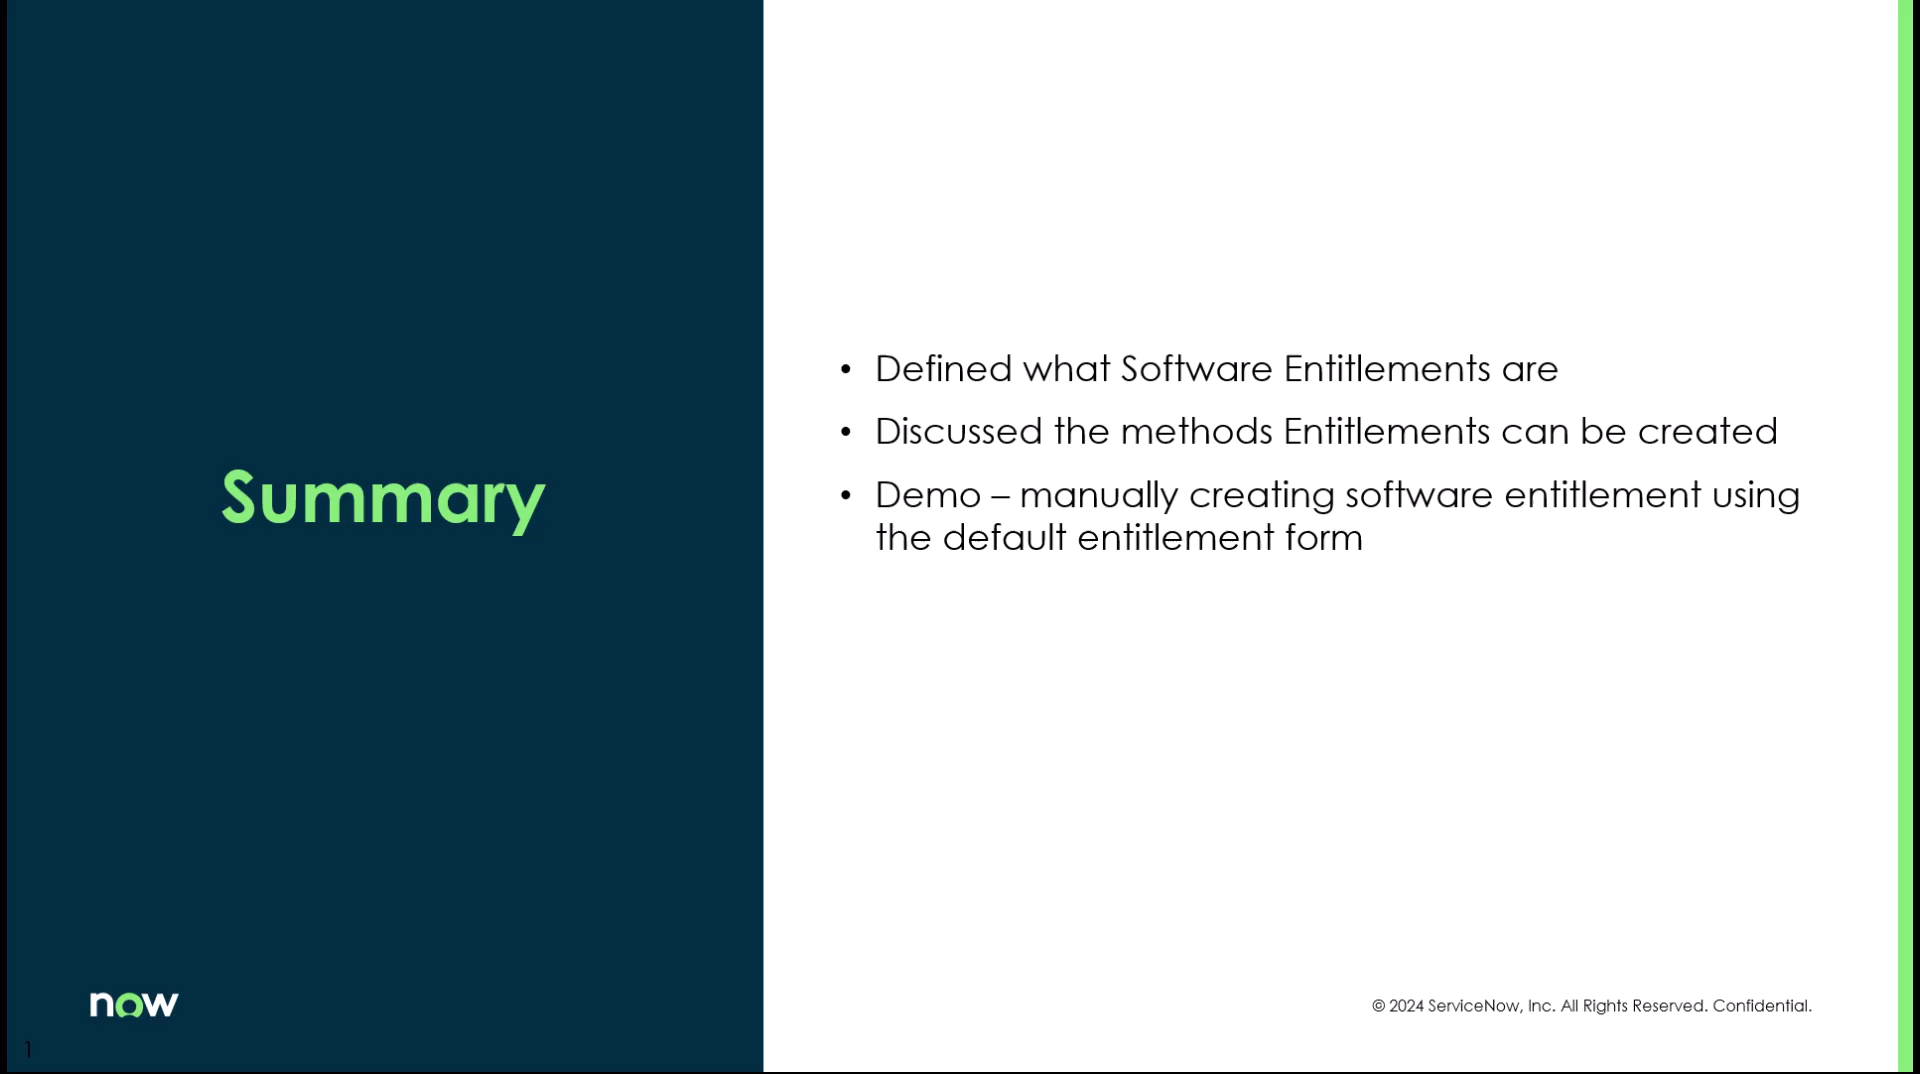 Summary
• Defined what Software Entitlements are
• Discussed the methods Entitlements can be created
• Demo – manually creating software entitlement using
the default entitlement form
now
© 2024 ServiceNow, Inc. All Rights Reserved. Confidential.
1